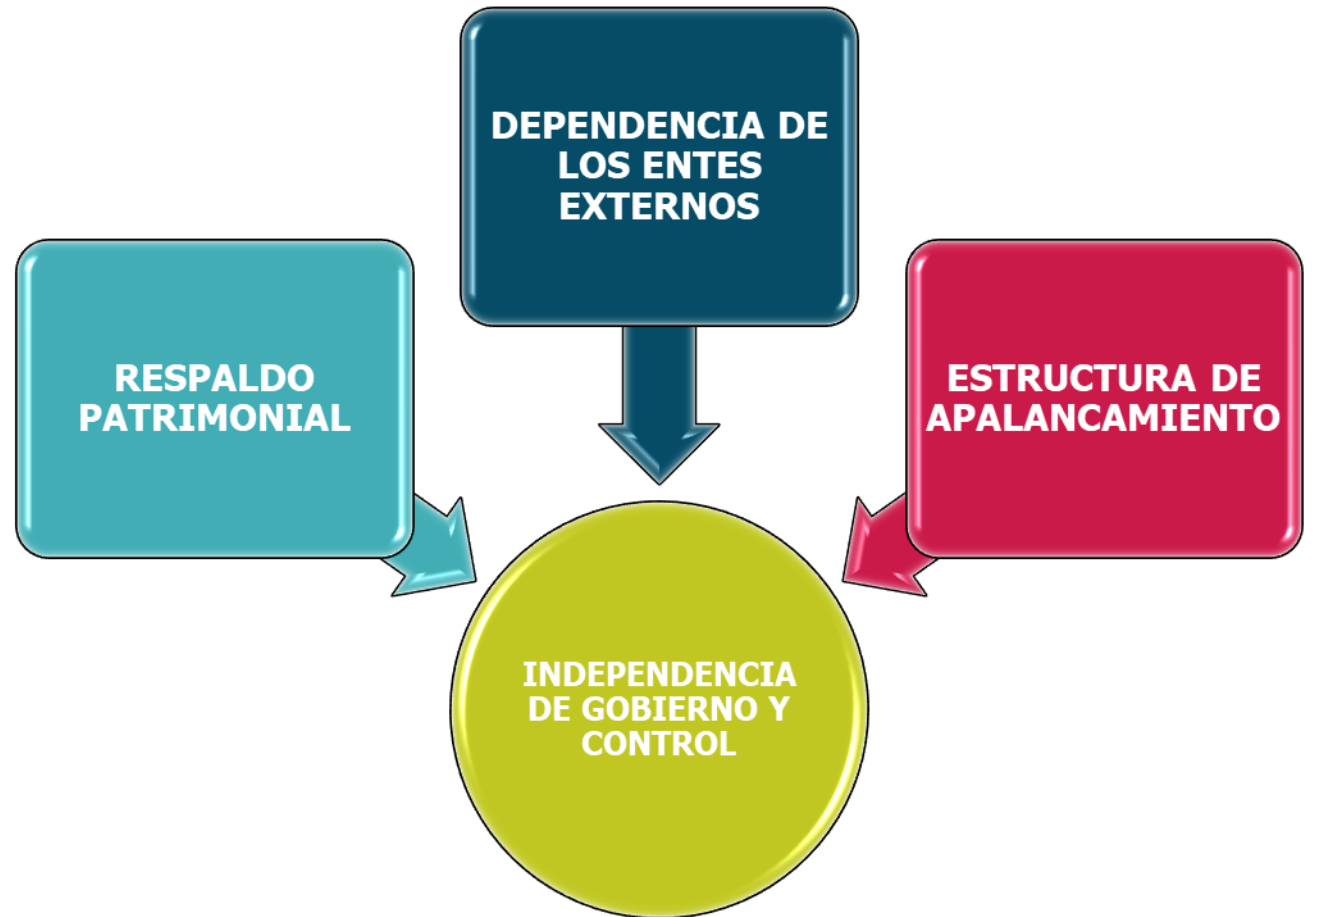 DEPENDENCIA DE
LOS ENTES
EXTERNOS
RESPALDO
PATRIMONIAL
ESTRUCTURA DE
APALANCAMIENTO
INDEPENDENCIA
DE GOBIERNO Y
CONTROL